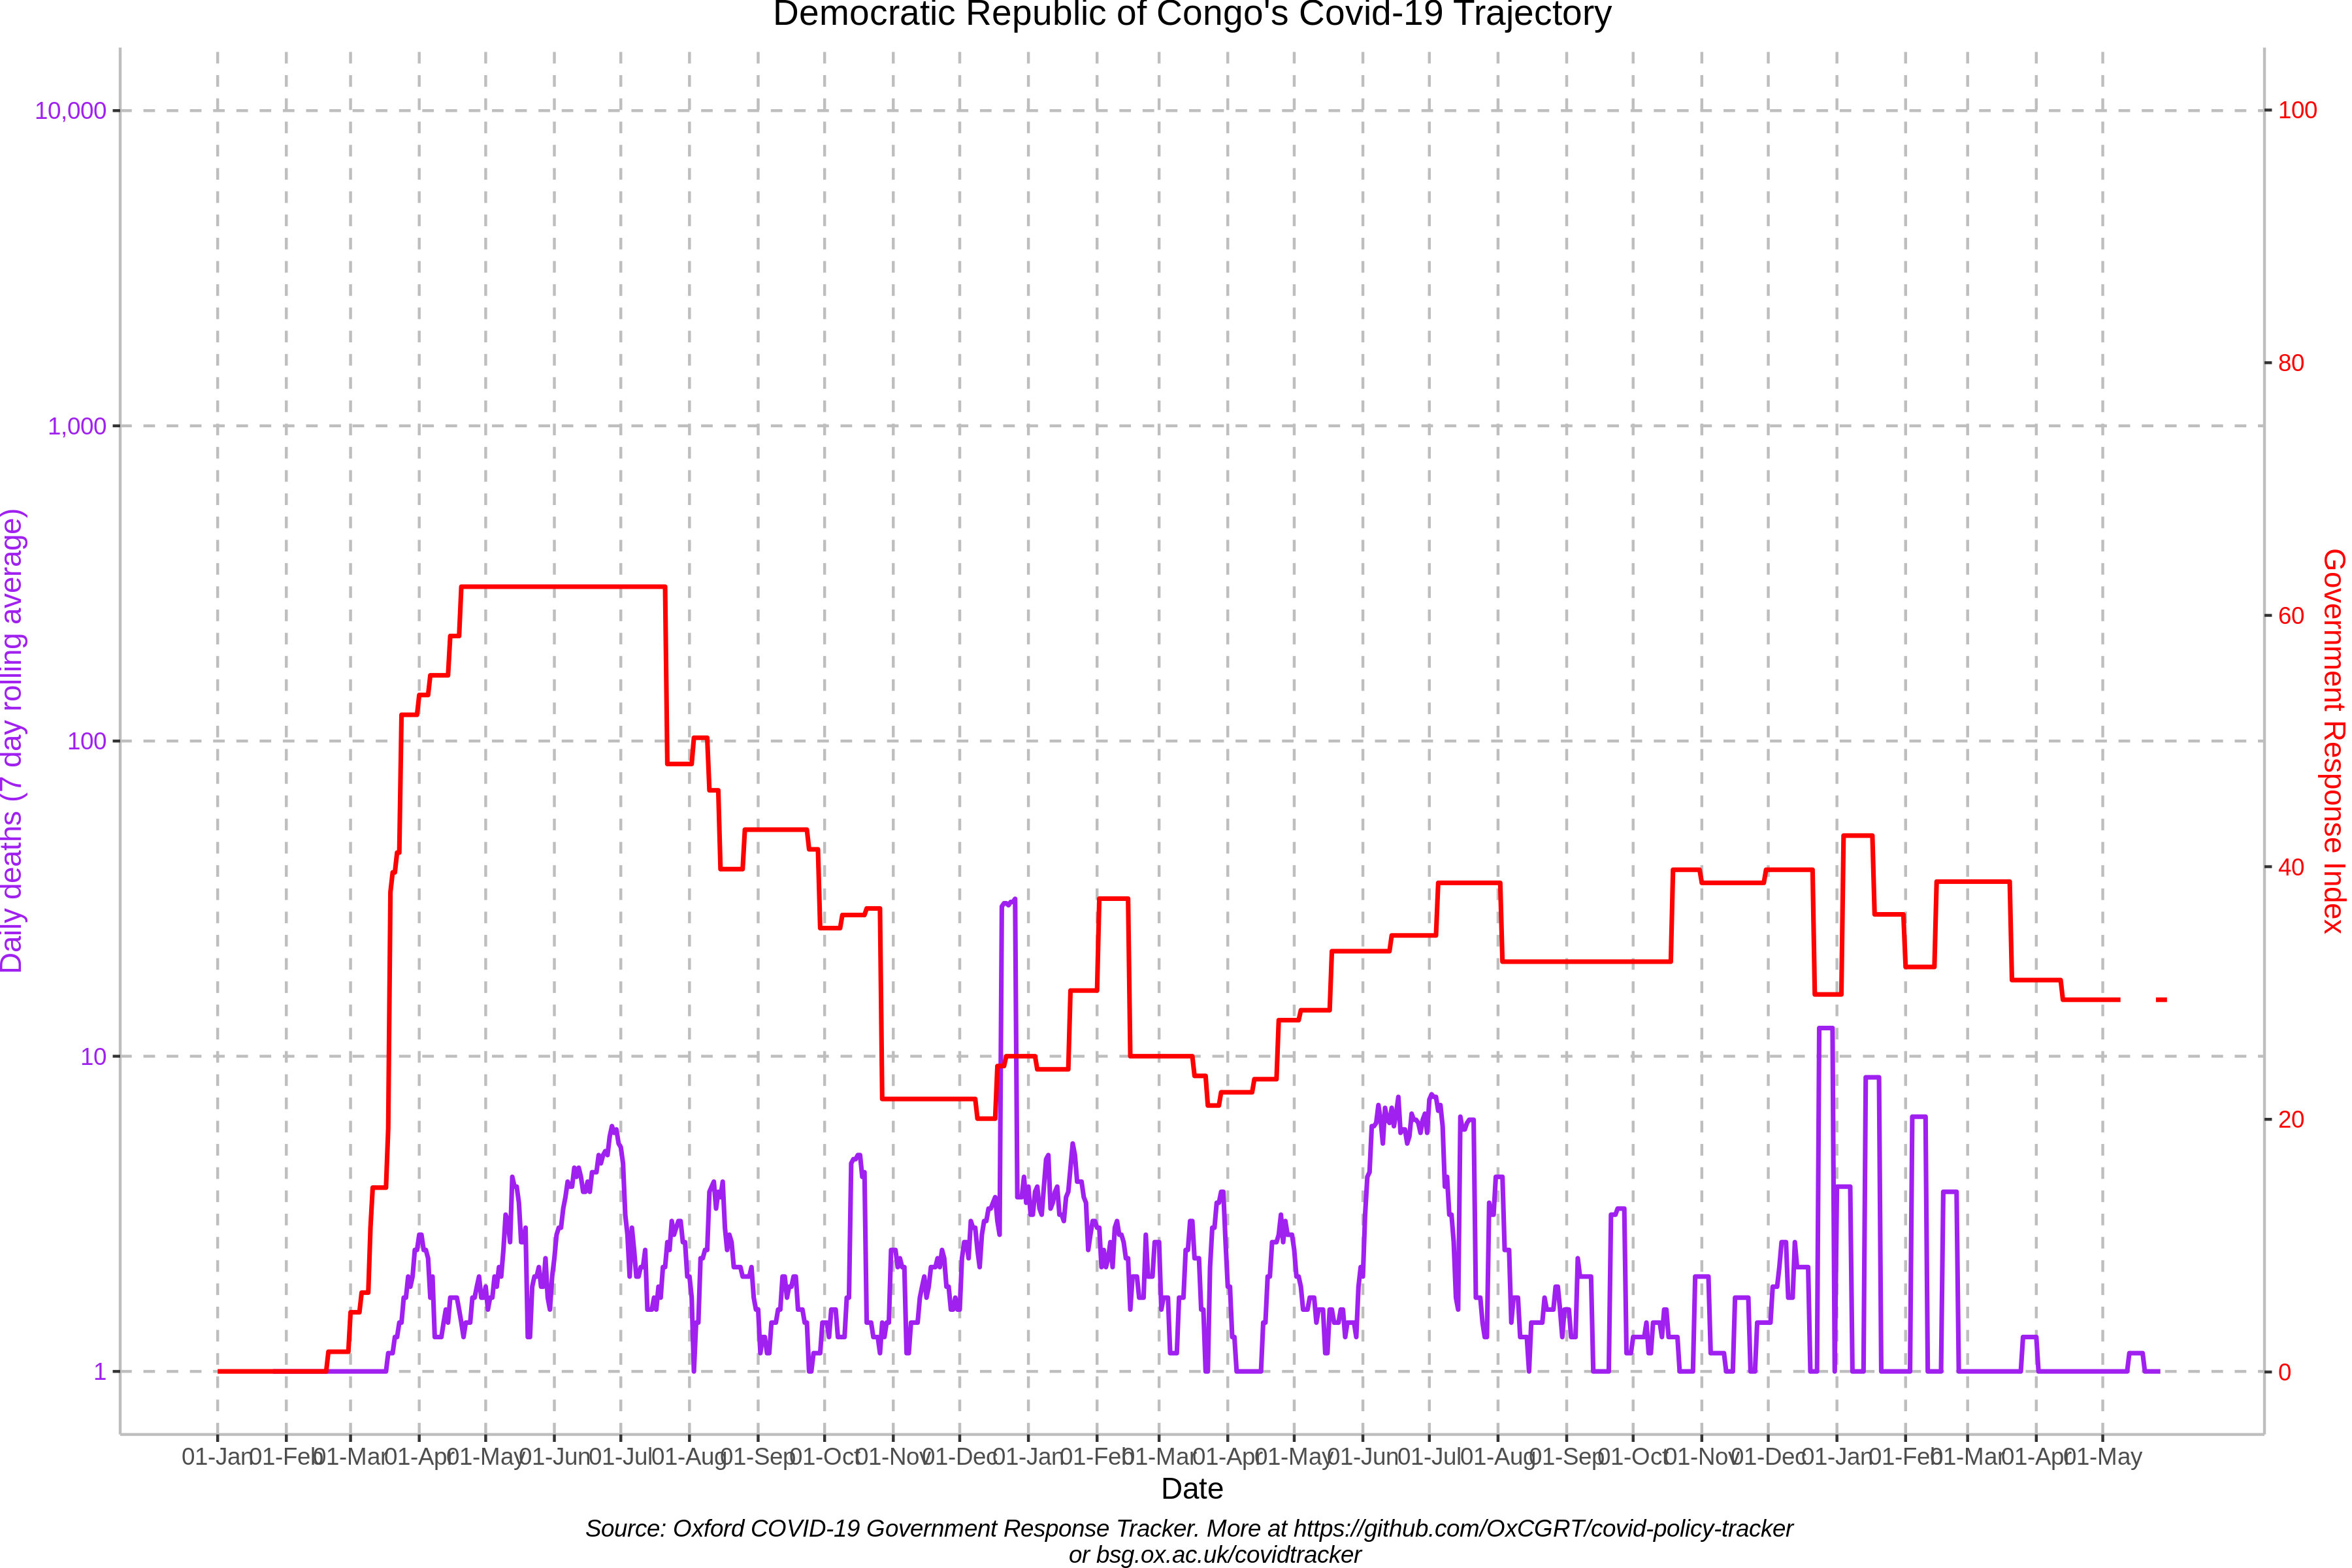 Democratic Republic of Congo's Covid-19 Trajectory
10,000
1,000
100
10
1
Daily deaths (7 day rolling average)
100
80
60
40
20
0
Government Response Index
01-Jan
01-Feb
01-Mar
01-Apr
01-May
01-Jun
01-Jul
01-Aug
01-Sep
01-Oct
01-Nov
01-Dec
01-Jan
01-Feb
01-Mar
01-Apr
01-May
01-Jun
01-Jul
01-Aug
01-Sep
01-Oct
01-Nov
01-Dec
01-Jan
01-Feb
01-Mar
01-Apr
01-May
Date
Source: Oxford COVID-19 Government Response Tracker. More at https://github.com/OxCGRT/covid-policy-tracker
or bsg.ox.ac.uk/covidtracker